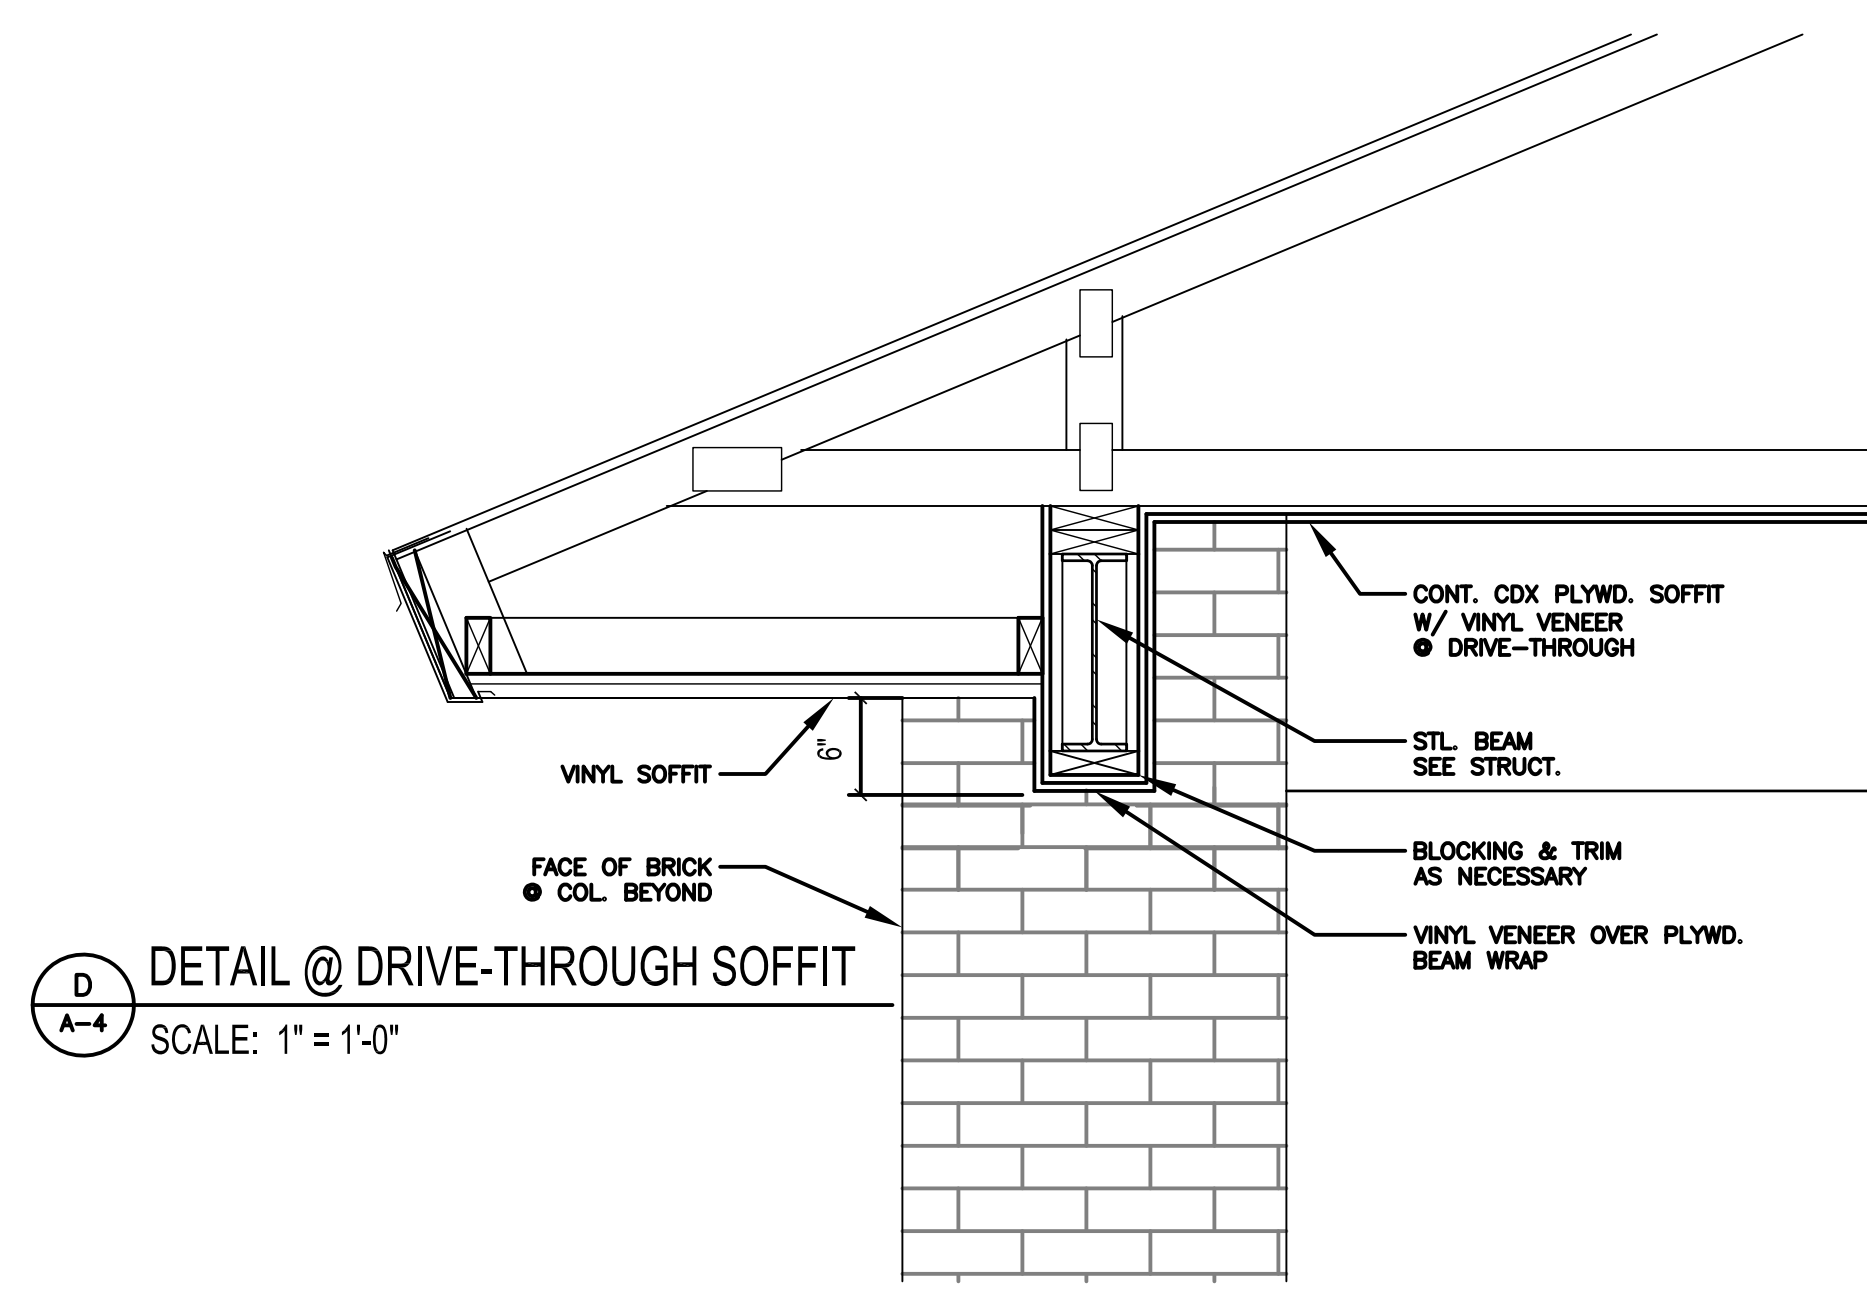 CONT. CDX PLYWD. SOFFIT
W/ VINYL VENEER
@ DRIVE-THROUGH
STL. BEAM
SEE STRUCT.
6"
VINYL SOFFIT
BLOCKING & TRIM
AS NECESSARY
FACE OF BRICK
@ COL. BEYOND
VINYL VENEER OVER PLYWD.
BEAM WRAP
D
A-4
DETAIL @ DRIVE-THROUGH SOFFIT
SCALE: 1" = 1'-0"